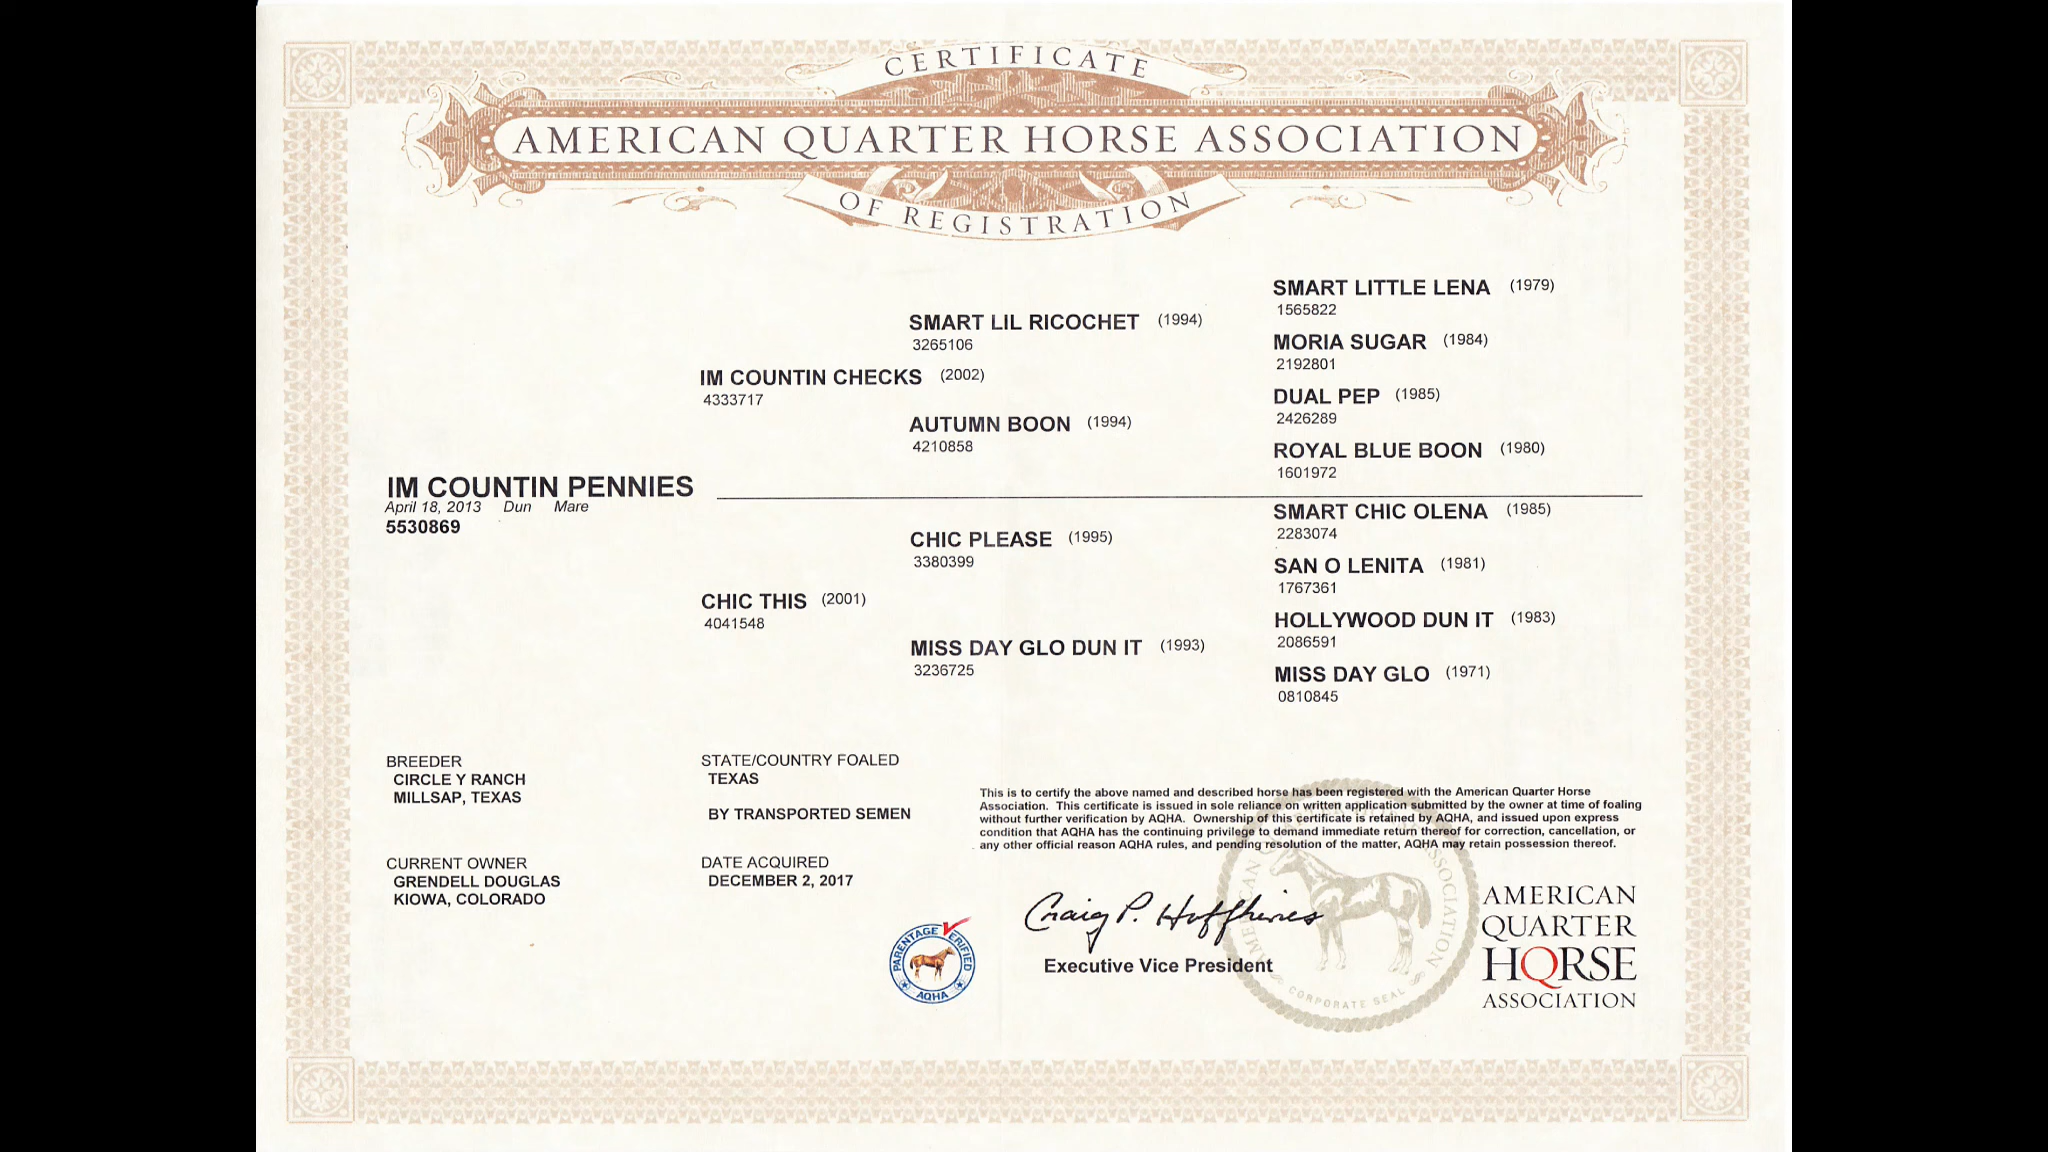 CERTIFICATE
AMERICAN QUARTER HORSE ASSOCIATION
OF REGISTRATION
SMART LITTLE LENA (1979)
1565822
SMART LIL RICOCHET (1994)
3265106
MORIA SUGAR (1984)
2192801
IM COUNTIN CHECKS (2002)
4333717
DUAL PEP (1985)
2426289
AUTUMN BOON (1994)
4210858
ROYAL BLUE BOON (1980)
1601972
IM COUNTIN PENNIES
April 18, 2013 Dun Mare
5530869
SMART CHIC OLENA (1985)
2283074
CHIC PLEASE (1995)
3380399
SAN O LENITA (1981)
1767361
CHIC THIS (2001)
4041548
HOLLYWOOD DUN IT (1983)
2086591
MISS DAY GLO DUN IT (1993)
3236725
MISS DAY GLO (1971)
0810845
BREEDER
CIRCLE Y RANCH
MILLSAP, TEXAS
STATE/COUNTRY FOALED
TEXAS
BY TRANSPORTED SEMEN
CURRENT OWNER
GRENDELL DOUGLAS
KIOWA, COLORADO
DATE ACQUIRED
DECEMBER 2, 2017
This is to certify the above named and described horse has been registered with the American Quarter Horse
Association. This certificate is issued in sole reliance on written application submitted by the owner at time of foaling
without further verification by AQHA. Ownership of this certificate is retained by AQHA, and issued upon express
condition that AQHA has the continuing privilege to demand immediate return thereof for correction, cancellation, or
any other official reason AQHA rules, and pending resolution of the matter, AQHA may retain possession thereof.
PARENTAGE VERIFIED
AQHA
Craig P. Huffhines
Executive Vice President
AMERICAN QUARTER HORSE ASSOCIATION
CORPORATE SEAL
AMERICAN
QUARTER
HORSE
ASSOCIATION